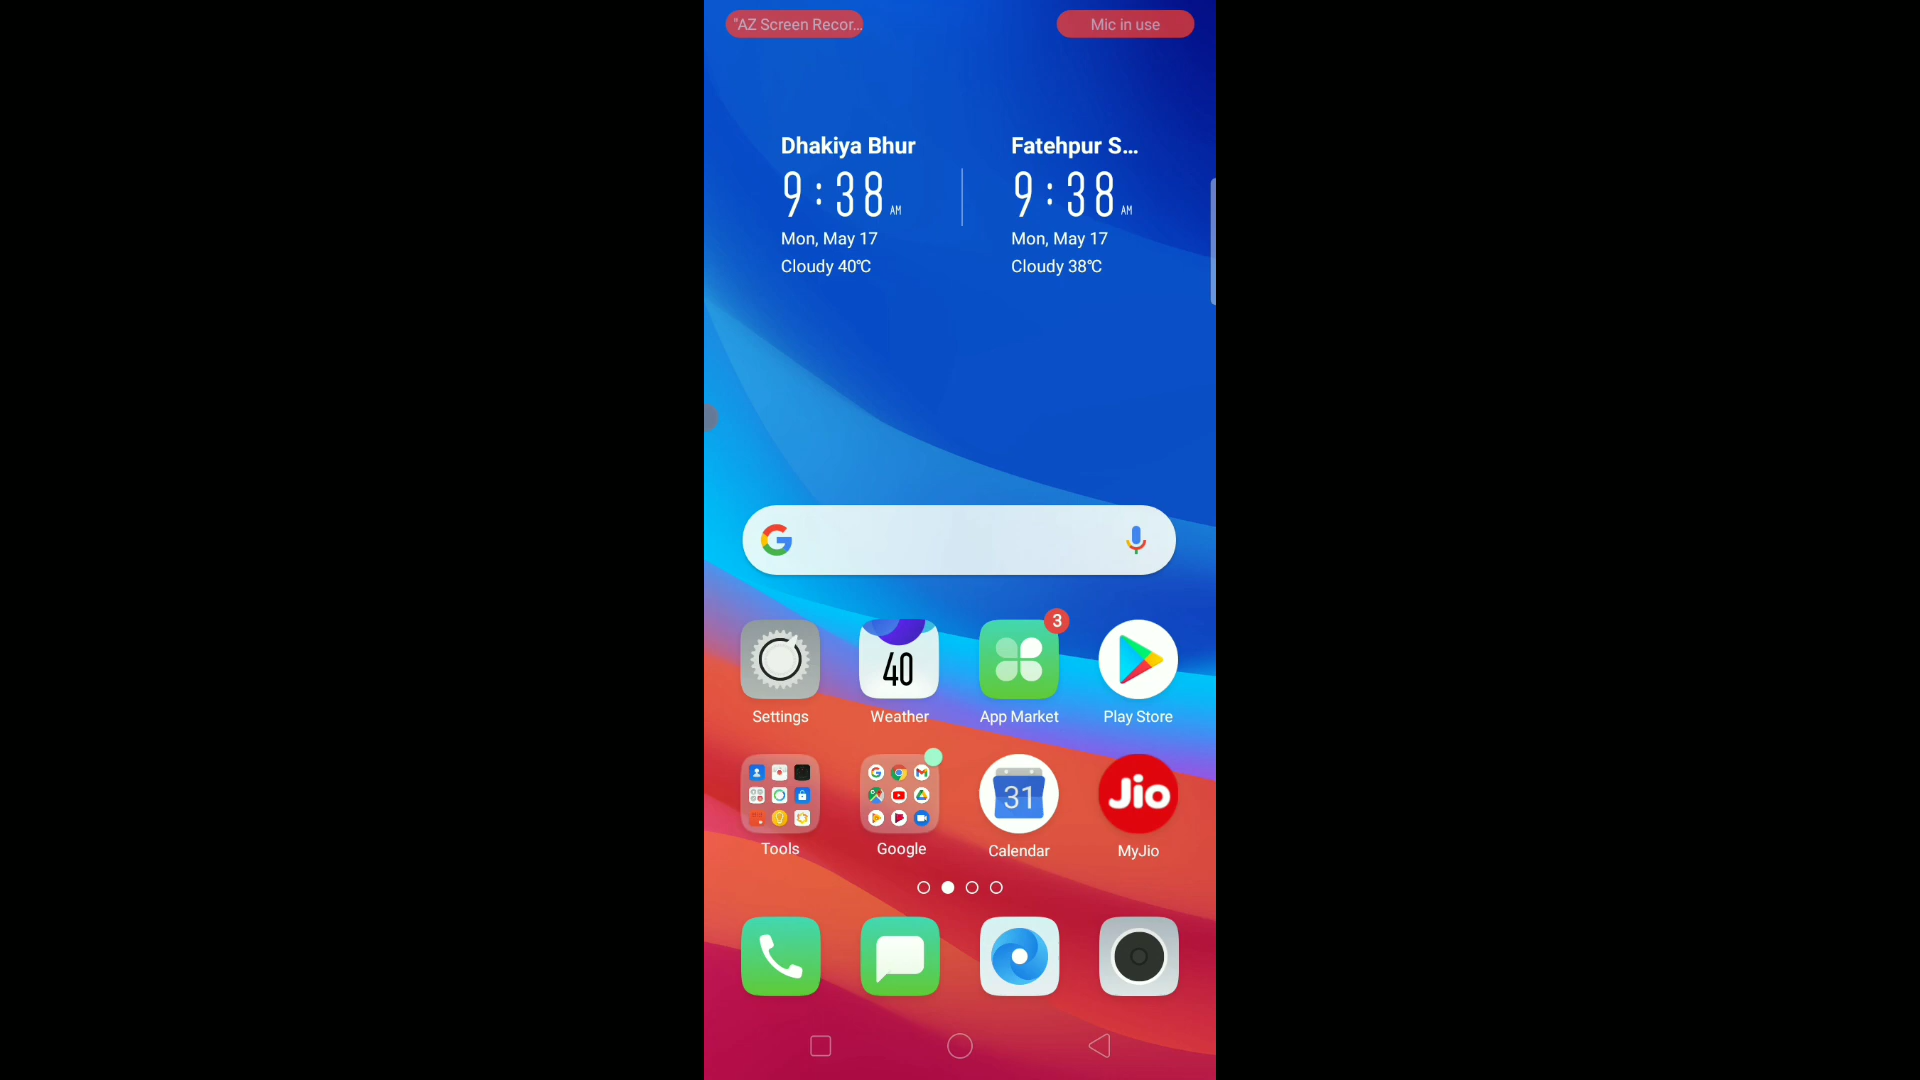 "AZ Screen Recor... Mic in use
Dhakiya Bhur
9:38 AM
Mon, May 17
Cloudy 40℃
Fatehpur S...
9:38 AM
Mon, May 17
Cloudy 38℃
40
3
Settings Weather App Market Play Store
31
Jio
Tools Google Calendar MyJio